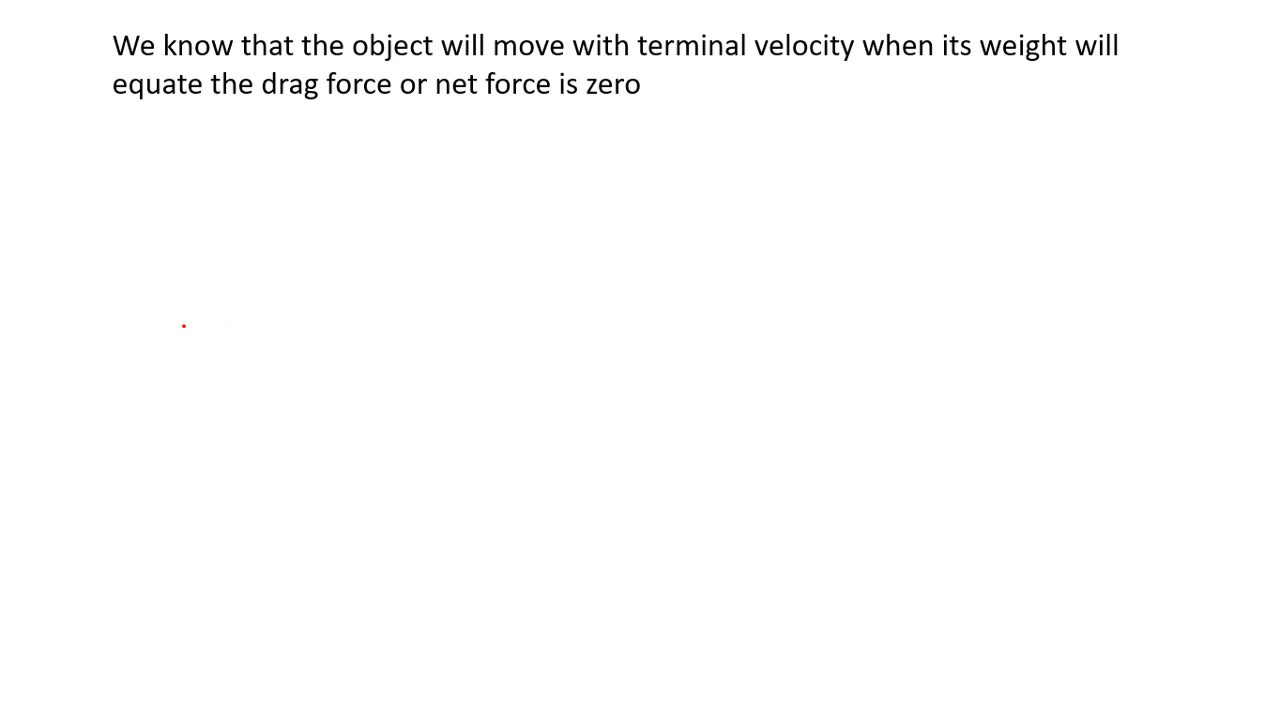 We know that the object will move with terminal velocity when its weight will
equate the drag force or net force is zero